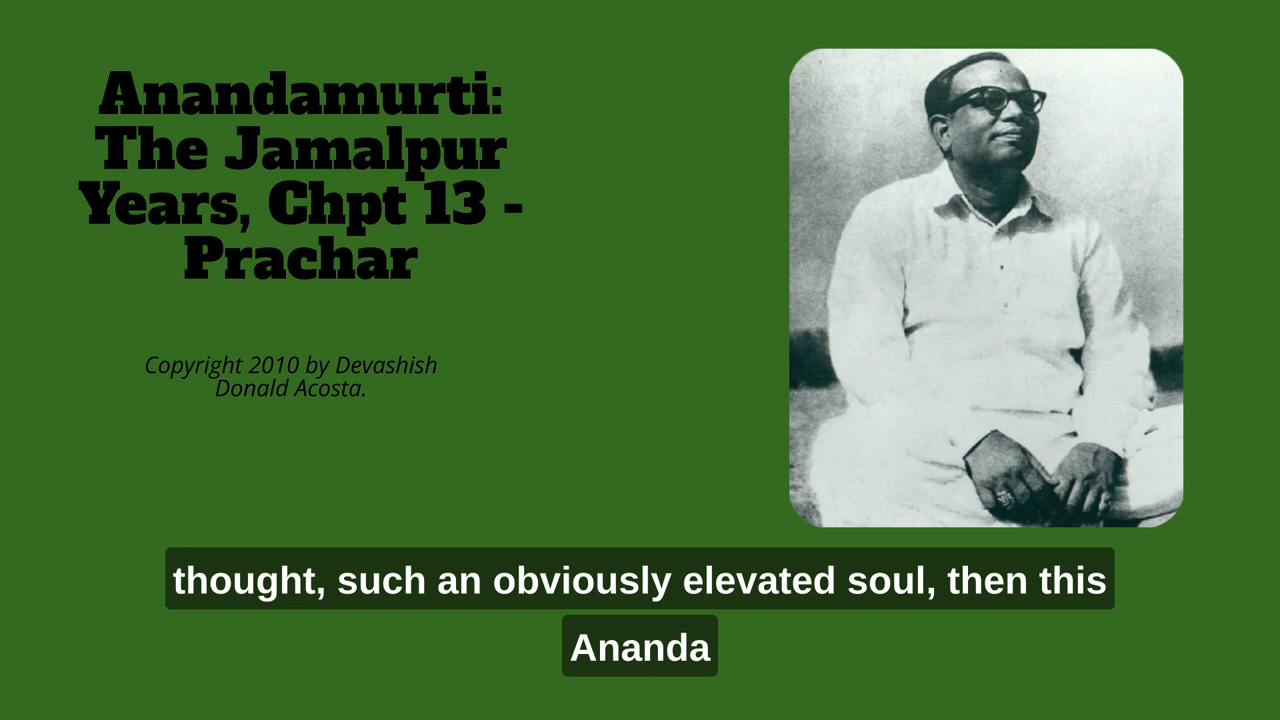 Anandamurti:
The Jamalpur
Years, Chpt 13 -
Prachar
Copyright 2010 by Devashish
Donald Acosta.
thought, such an obviously elevated soul, then this
Ananda